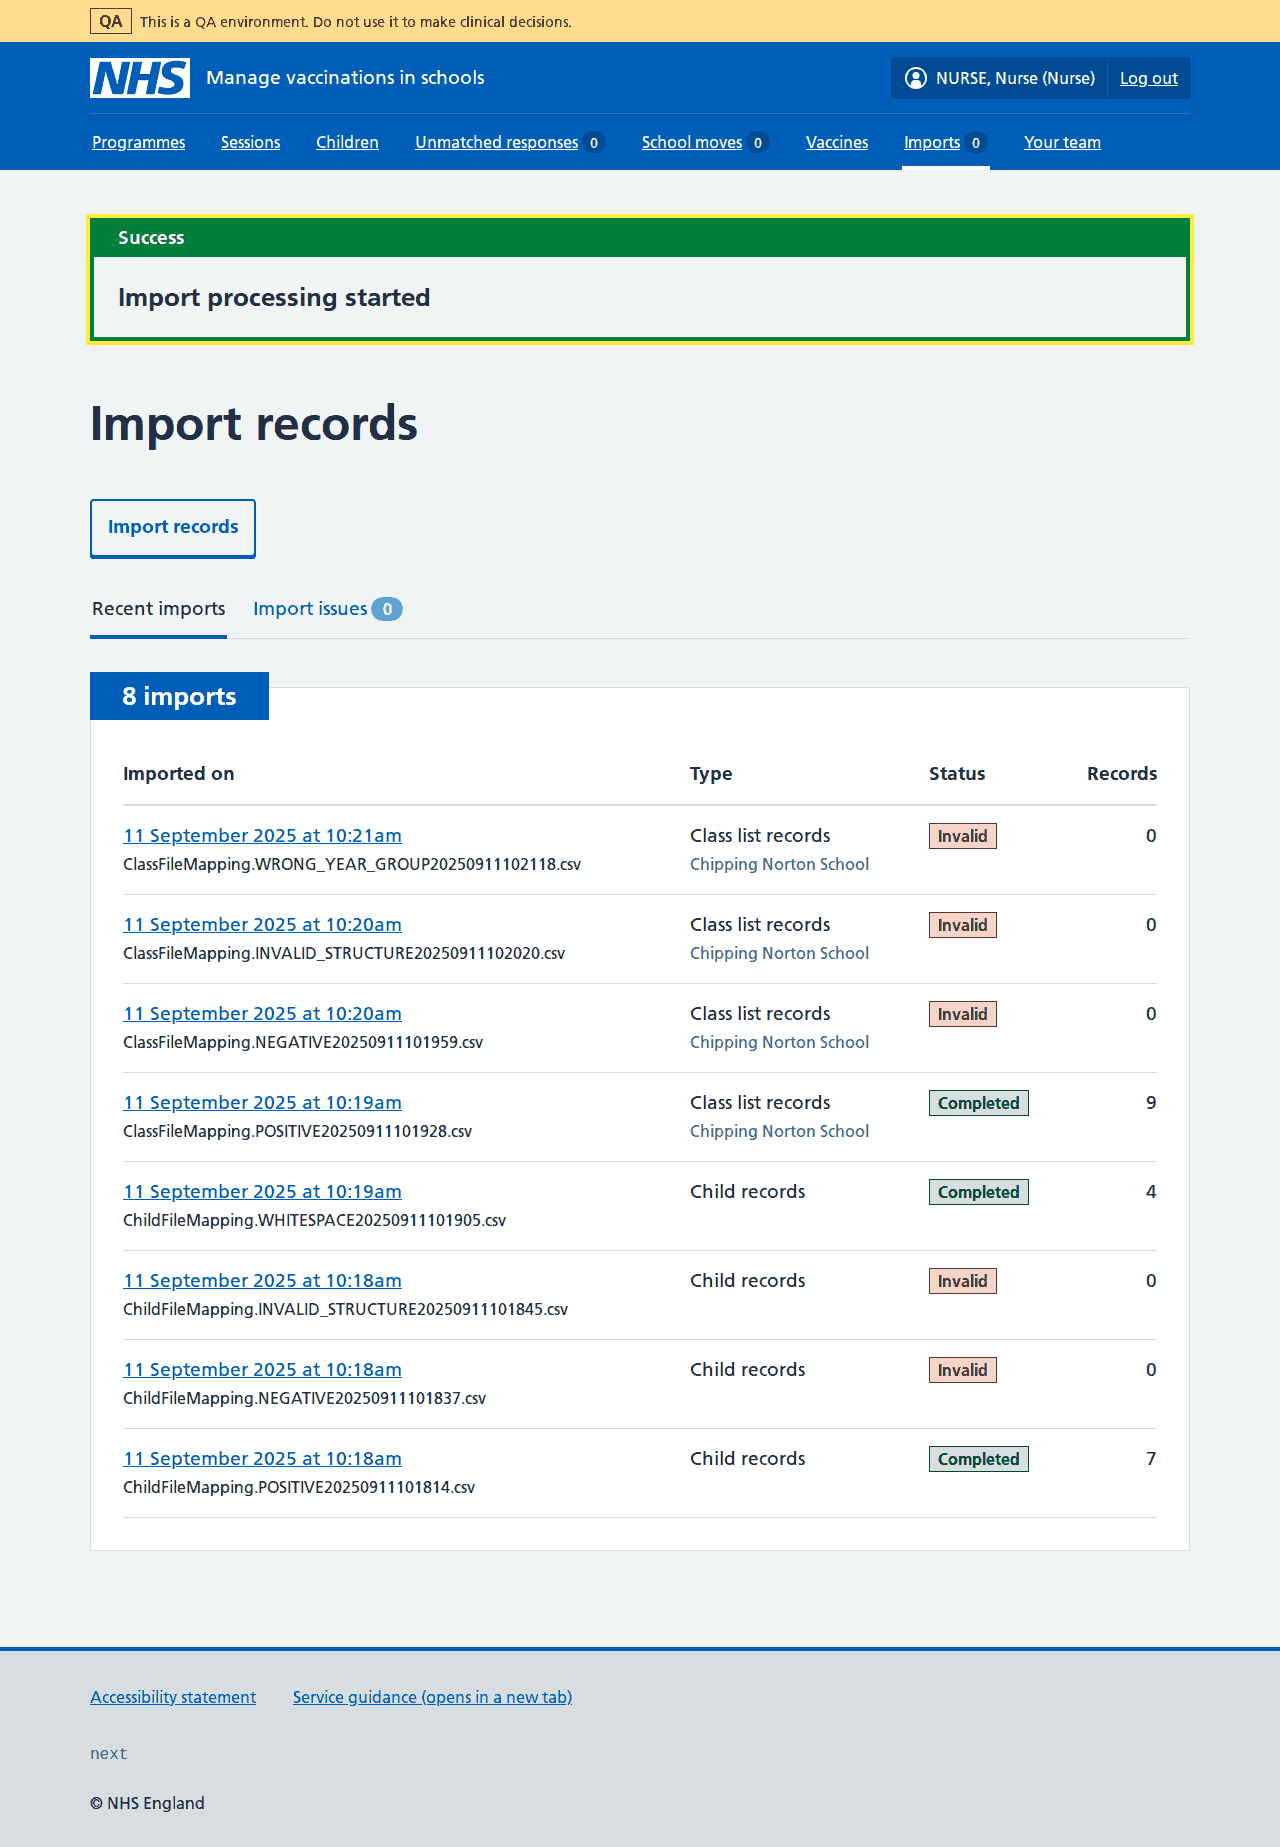 QA This is a QA environment. Do not use it to make clinical decisions.
NHS Manage vaccinations in schools NURSE, Nurse (Nurse) Log out
Programmes Sessions Children Unmatched responses 0 School moves 0 Vaccines Imports 0 Your team
Success
Import processing started
Import records
Import records
Recent imports Import issues 0
8 imports
Imported on Type Status Records
11 September 2025 at 10:21am Class list records Invalid 0
ClassFileMapping.WRONG_YEAR_GROUP20250911102118.csv Chipping Norton School
11 September 2025 at 10:20am Class list records Invalid 0
ClassFileMapping.INVALID_STRUCTURE20250911102020.csv Chipping Norton School
11 September 2025 at 10:20am Class list records Invalid 0
ClassFileMapping.NEGATIVE20250911101959.csv Chipping Norton School
11 September 2025 at 10:19am Class list records Completed 9
ClassFileMapping.POSITIVE20250911101928.csv Chipping Norton School
11 September 2025 at 10:19am Child records Completed 4
ChildFileMapping.WHITESPACE20250911101905.csv
11 September 2025 at 10:18am Child records Invalid 0
ChildFileMapping.INVALID_STRUCTURE20250911101845.csv
11 September 2025 at 10:18am Child records Invalid 0
ChildFileMapping.NEGATIVE20250911101837.csv
11 September 2025 at 10:18am Child records Completed 7
ChildFileMapping.POSITIVE20250911101814.csv
Accessibility statement Service guidance (opens in a new tab)
next
© NHS England